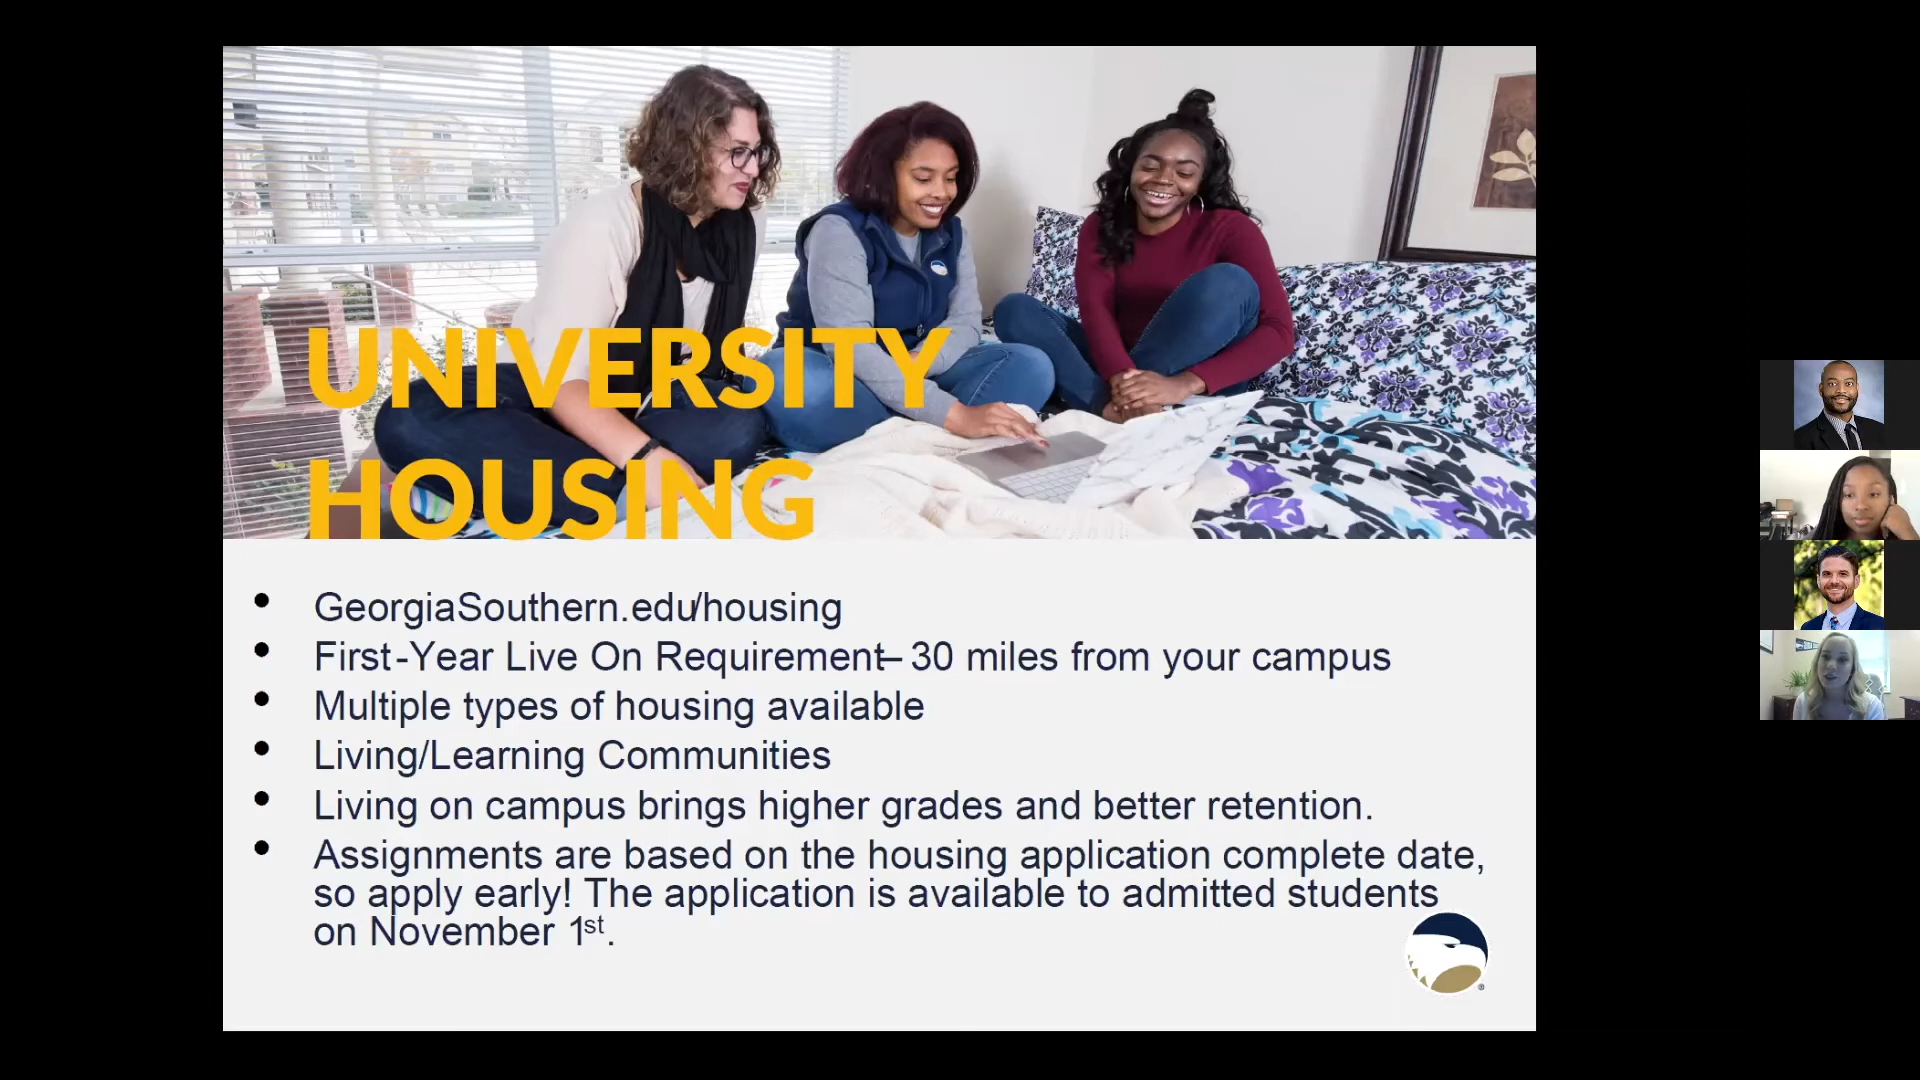 UNIVERSITY
HOUSING
• GeorgiaSouthern.edu/housing
• First-Year Live On Requirement– 30 miles from your campus
• Multiple types of housing available
• Living/Learning Communities
• Living on campus brings higher grades and better retention.
• Assignments are based on the housing application complete date,
so apply early! The application is available to admitted students
on November 1st.
®